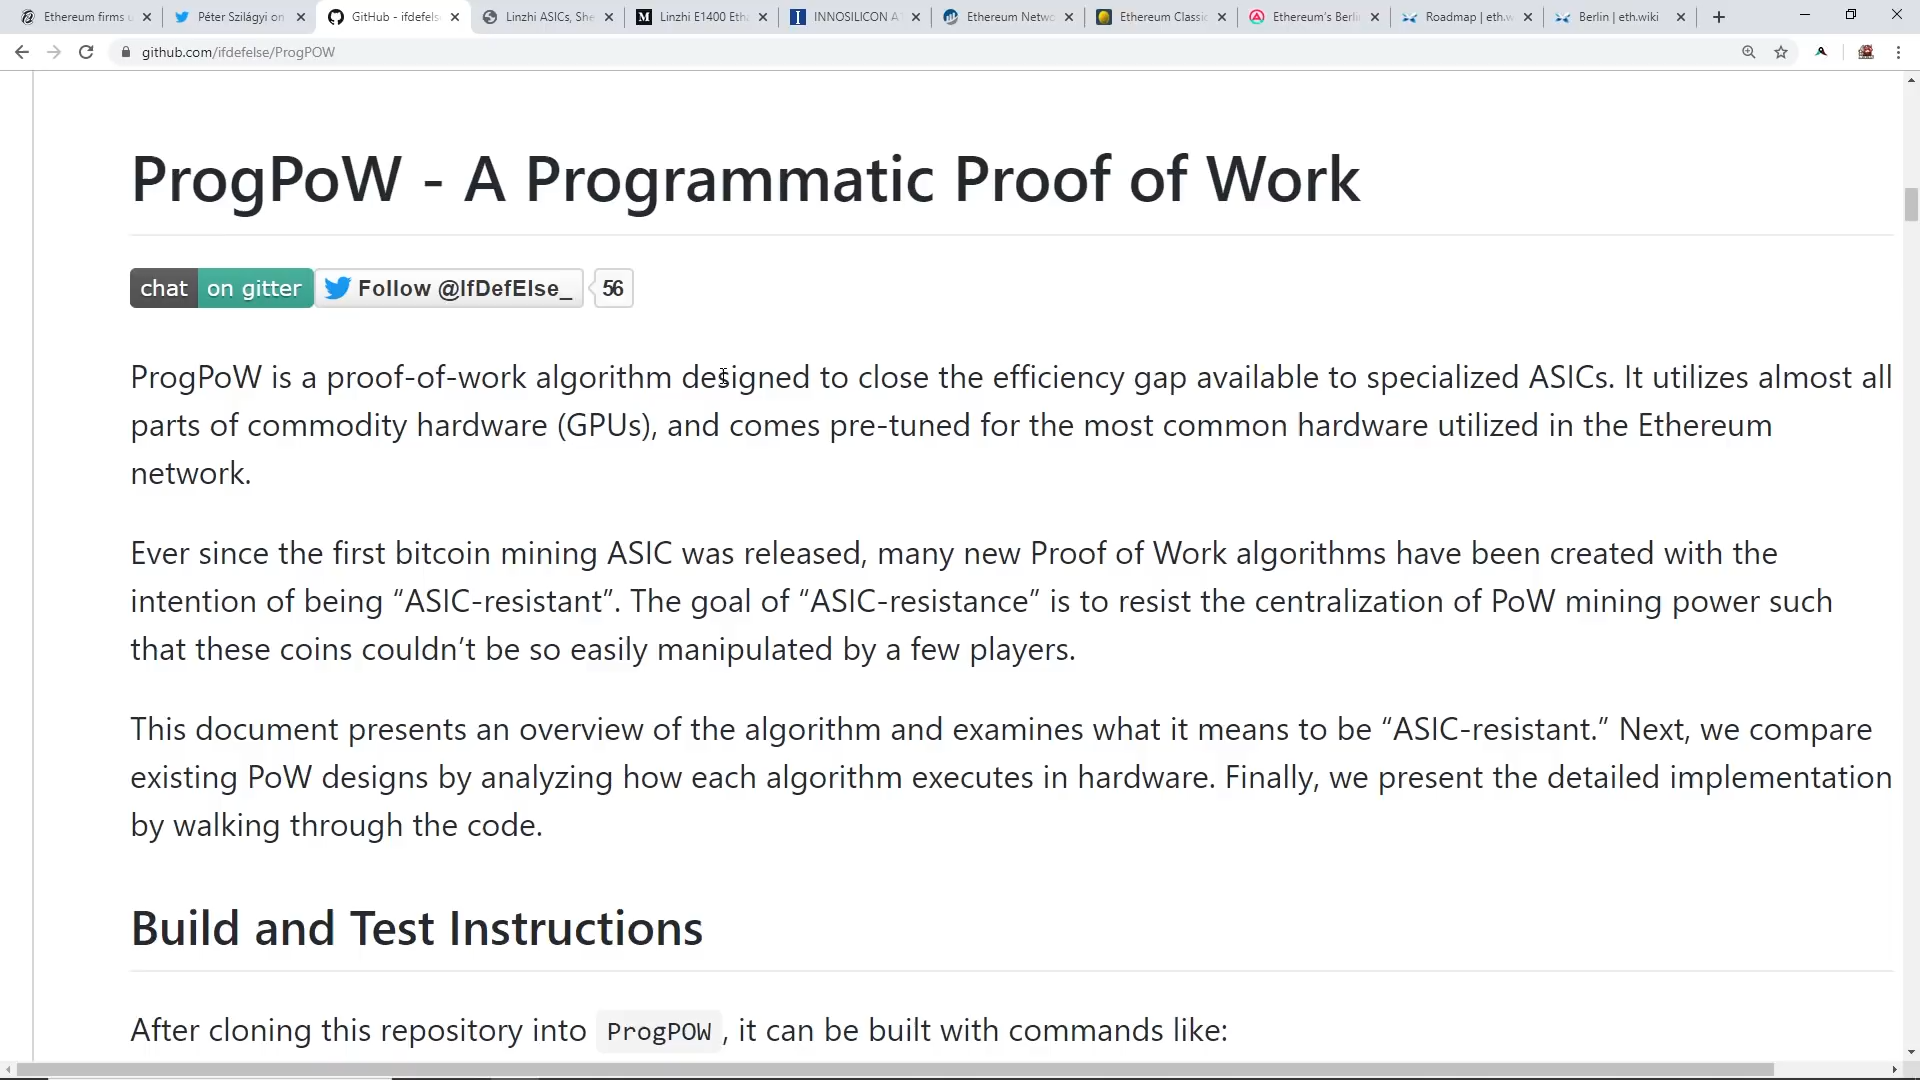 Ethereum firms u
Péter Szilágyi on
GitHub - ifdefelse
Linzhi ASICs, She
Linzhi E1400 Eth
INNOSILICON A
Ethereum Netwo
Ethereum Classic
Ethereum's Berli
Roadmap | eth.w
Berlin | eth.wiki
github.com/ifdefelse/ProgPOW
ProgPoW - A Programmatic Proof of Work
chat on gitter Follow @IfDefElse_ 56
ProgPoW is a proof-of-work algorithm designed to close the efficiency gap available to specialized ASICs. It utilizes almost all
parts of commodity hardware (GPUs), and comes pre-tuned for the most common hardware utilized in the Ethereum
network.
Ever since the first bitcoin mining ASIC was released, many new Proof of Work algorithms have been created with the
intention of being “ASIC-resistant”. The goal of “ASIC-resistance” is to resist the centralization of PoW mining power such
that these coins couldn’t be so easily manipulated by a few players.
This document presents an overview of the algorithm and examines what it means to be “ASIC-resistant.” Next, we compare
existing PoW designs by analyzing how each algorithm executes in hardware. Finally, we present the detailed implementation
by walking through the code.
Build and Test Instructions
After cloning this repository into ProgPOW , it can be built with commands like: